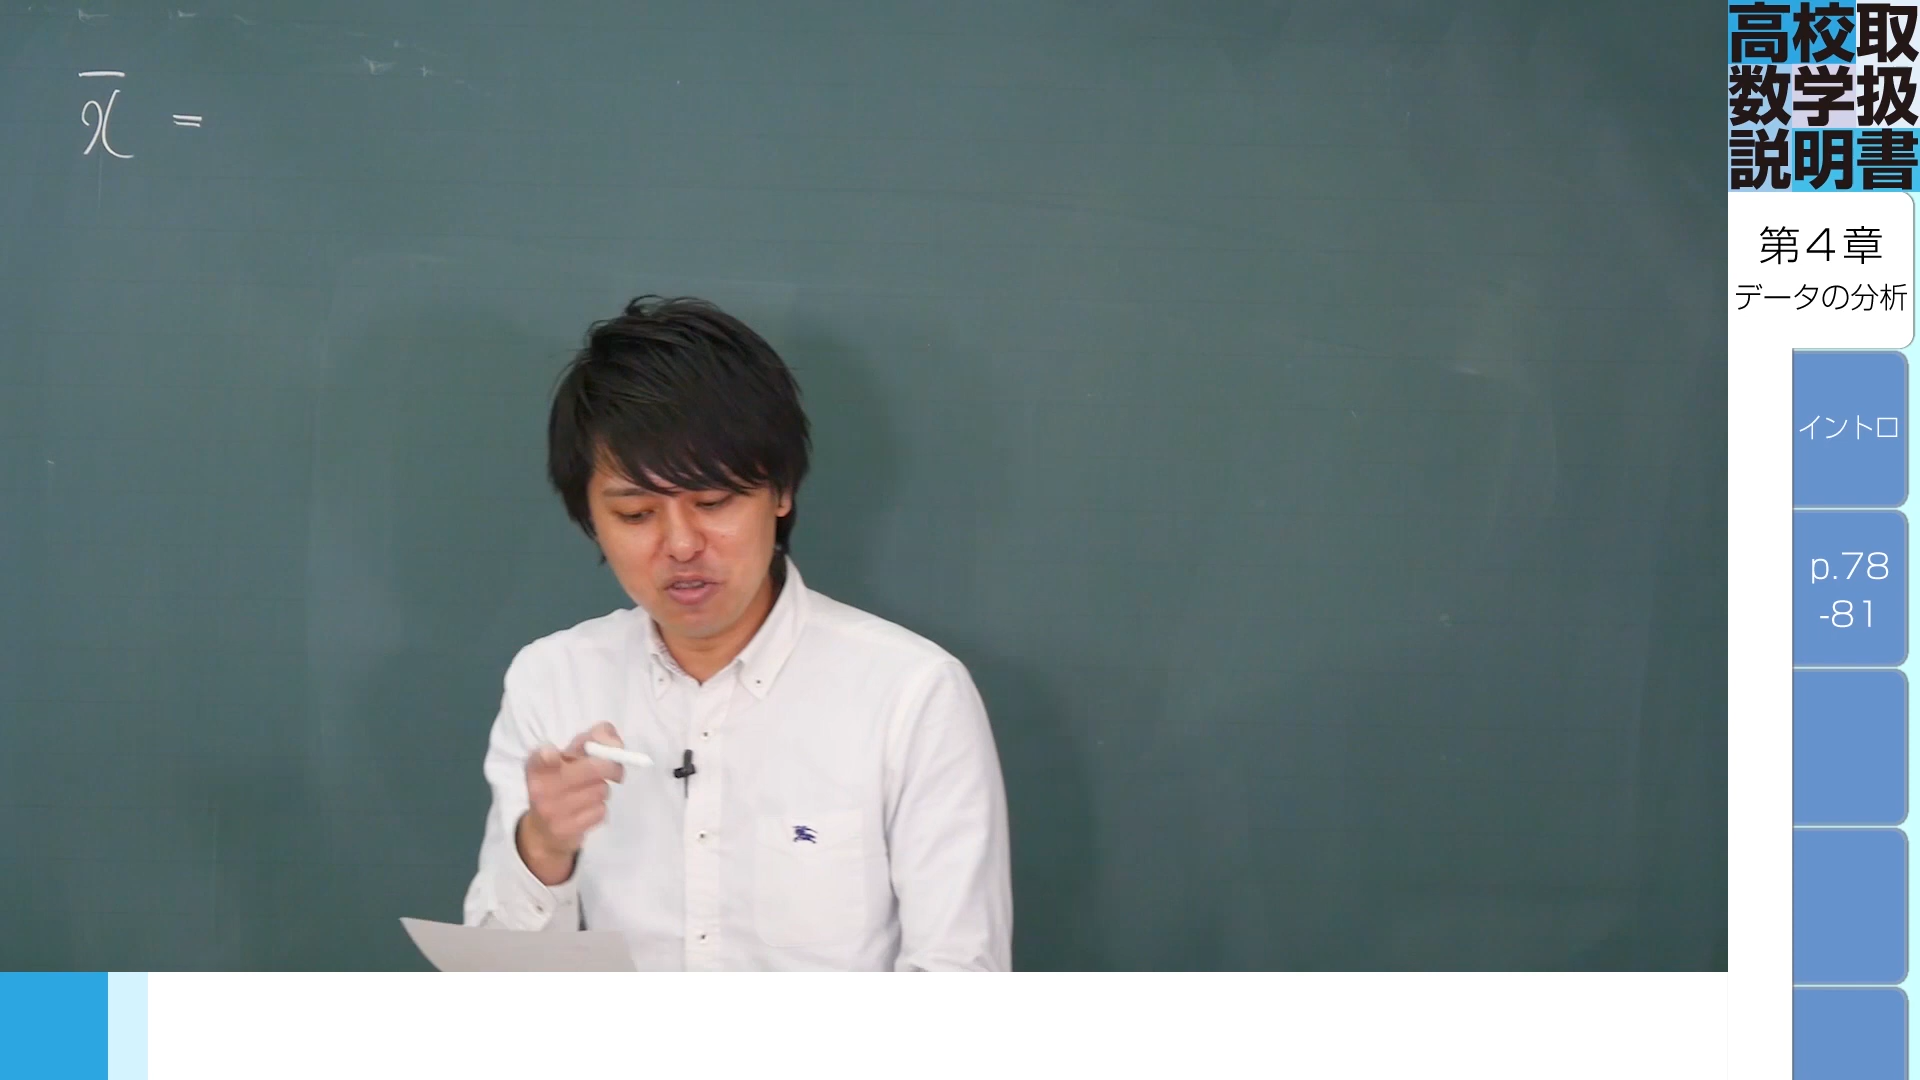 x̄ =
高校取
数学扱
説明書
第4章
データの分析
イントロ
p.78
-81